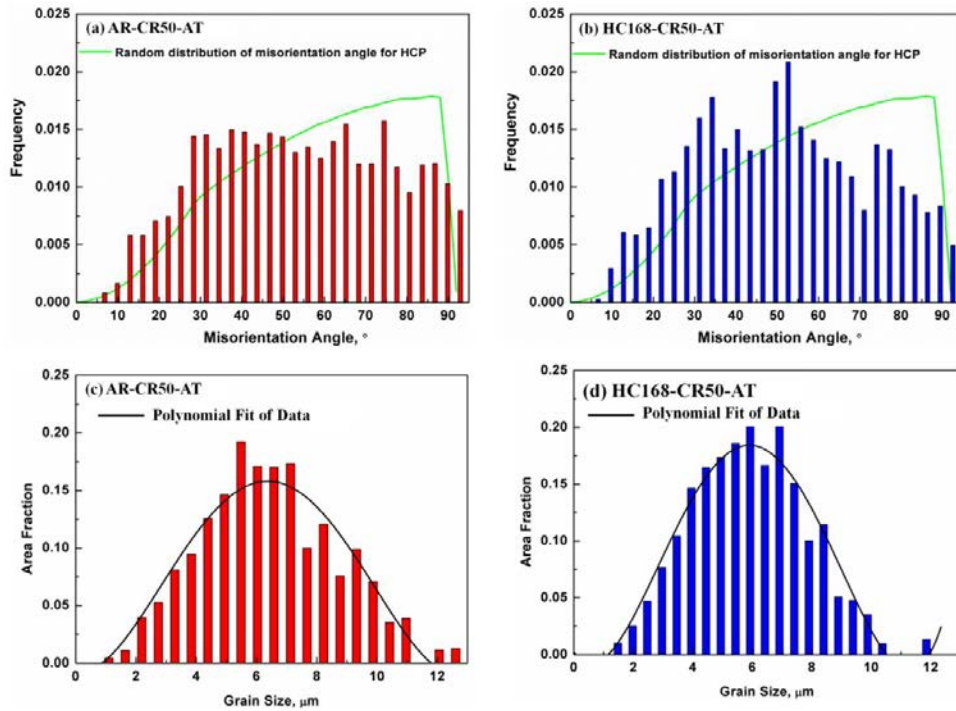 (a) AR-CR50-AT
Random distribution of misorientation angle for HCP
Frequency
0.025
0.020
0.015
0.010
0.005
0.000
0 10 20 30 40 50 60 70 80 90
Misorientation Angle, °
(b) HC168-CR50-AT
Random distribution of misorientation angle for HCP
Frequency
0.025
0.020
0.015
0.010
0.005
0.000
0 10 20 30 40 50 60 70 80 90
Misorientation Angle, °
(c) AR-CR50-AT
Polynomial Fit of Data
Area Fraction
0.25
0.20
0.15
0.10
0.05
0.00
0 2 4 6 8 10 12
Grain Size, μm
(d) HC168-CR50-AT
Polynomial Fit of Data
Area Fraction
0.25
0.20
0.15
0.10
0.05
0.00
0 2 4 6 8 10 12
Grain Size, μm